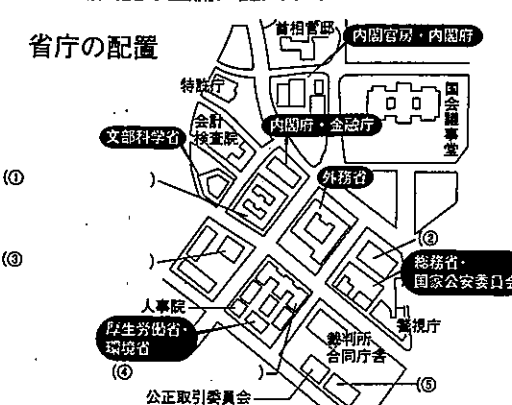 省庁の配置
首相官邸
内閣官房・内閣府
特許庁
国会議事堂
会計
検査院
内閣府・金融庁
文部科学省
(① )
外務省
(②
(③ )
総務省・
国家公安委員会
人事院
警視庁
厚生労働省・
環境省
裁判所
合同庁舎
(④ )
(⑤
公正取引委員会